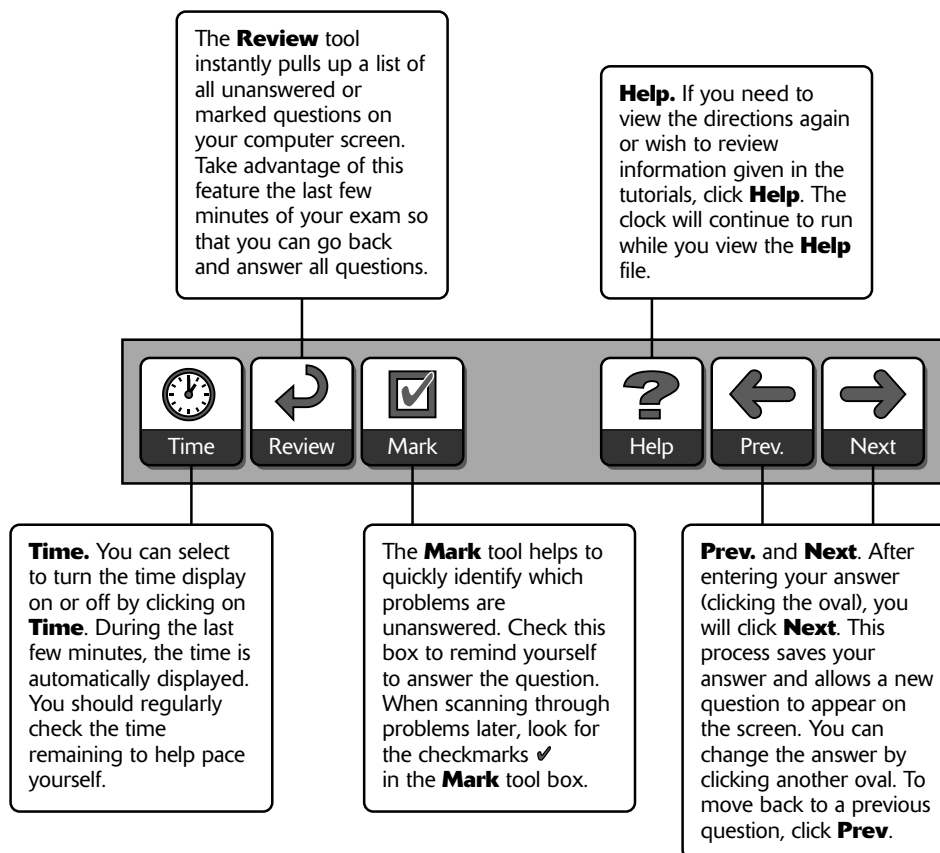 The Review tool
instantly pulls up a list of
all unanswered or
marked questions on
your computer screen.
Take advantage of this
feature the last few
minutes of your exam so
that you can go back
and answer all questions.
Help. If you need to
view the directions again
or wish to review
information given in the
tutorials, click Help. The
clock will continue to run
while you view the Help
file.
Time
Review
Mark
Help
Prev.
Next
Time. You can select
to turn the time display
on or off by clicking on
Time. During the last
few minutes, the time is
automatically displayed.
You should regularly
check the time
remaining to help pace
yourself.
The Mark tool helps to
quickly identify which
problems are
unanswered. Check this
box to remind yourself
to answer the question.
When scanning through
problems later, look for
the checkmarks ✔
in the Mark tool box.
Prev. and Next. After
entering your answer
(clicking the oval), you
will click Next. This
process saves your
answer and allows a new
question to appear on
the screen. You can
change the answer by
clicking another oval. To
move back to a previous
question, click Prev.